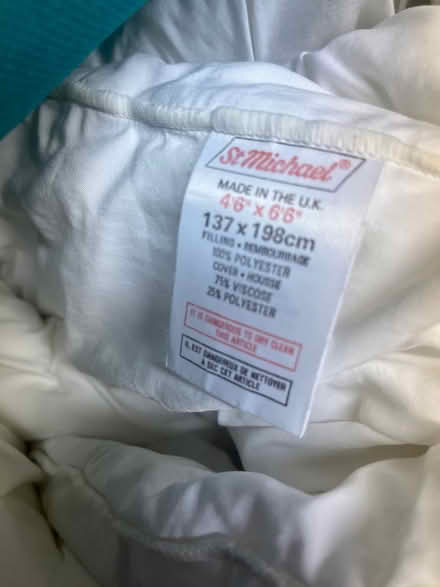 St Michael®
MADE IN THE U.K.
4'6" x 6'6"
137 x 198cm
FILLING • REMBOURRAGE
100% POLYESTER
COVER • HOUSSE
75% VISCOSE
25% POLYESTER
IT IS DANGEROUS TO DRY CLEAN
THIS ARTICLE
IL EST DANGEREUX DE NETTOYER
A SEC CET ARTICLE